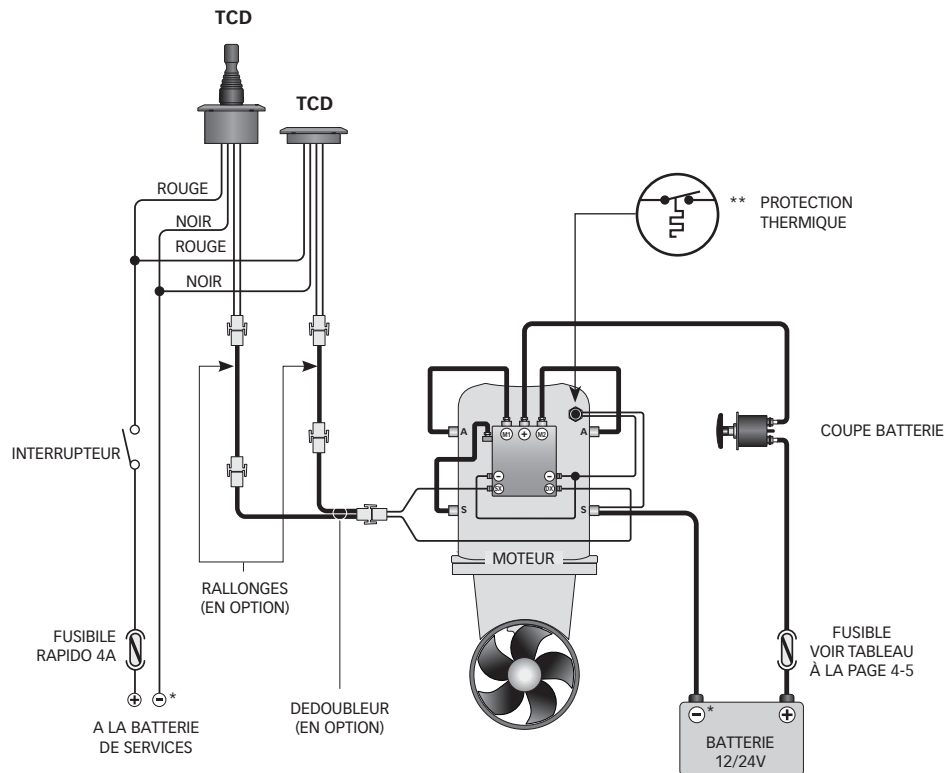 TCD
TCD
ROUGE
NOIR
ROUGE
NOIR
** PROTECTION
THERMIQUE
INTERRUPTEUR
COUPE BATTERIE
M1
+
M2
A
A
-
-
SX
DX
S
S
MOTEUR
RALLONGES
(EN OPTION)
FUSIBILE
RAPIDO 4A
FUSIBLE
VOIR TABLEAU
À LA PAGE 4-5
+ - *
A LA BATTERIE
DE SERVICES
DEDOUBLEUR
(EN OPTION)
- * +
BATTERIE
12/24V